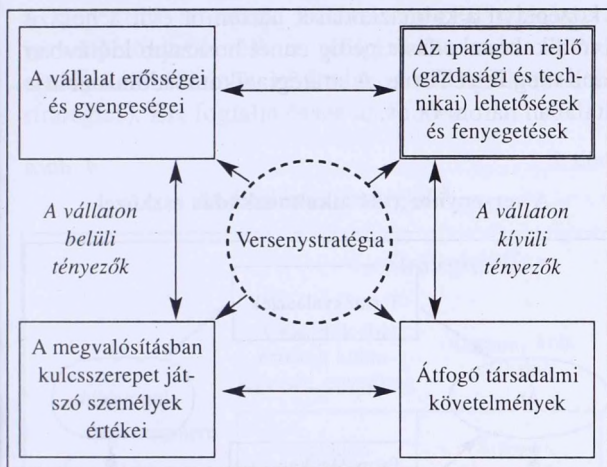 A vállalat erősségei
és gyengeségei
Az iparágban rejlő
(gazdasági és tech-
nikai) lehetőségek
és fenyegetések
A vállaton
belüli
tényezők
Versenystratégia
A vállaton
kívüli
tényezők
A megvalósításban
kulcsszerepet ját-
szó személyek
értékei
Átfogó társadalmi
követelmények